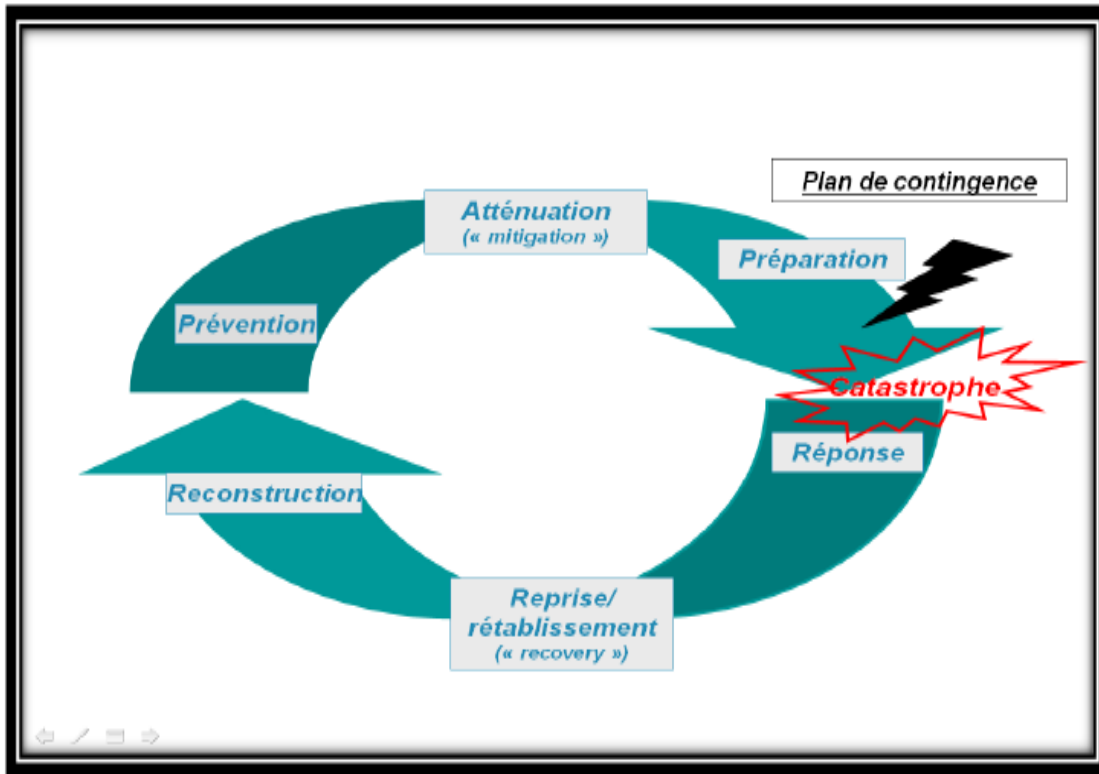 Plan de contingence
Atténuation
(« mitigation »)
Préparation
Prévention
Catastrophe
Réponse
Reconstruction
Reprise/
rétablissement
(« recovery »)